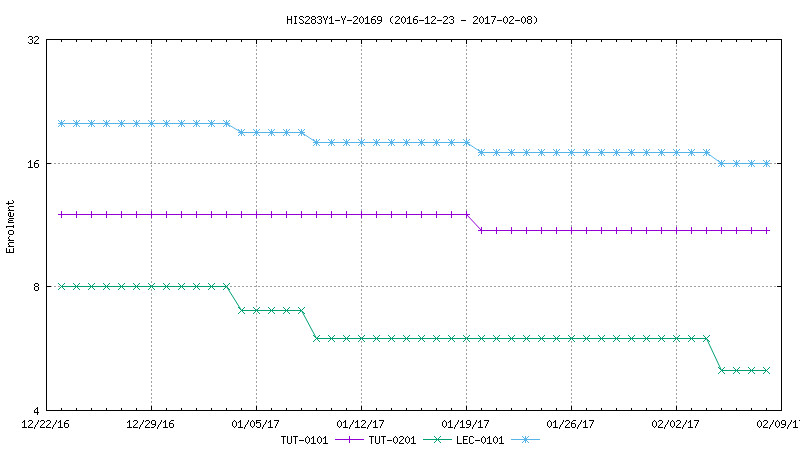 HIS283Y1-Y-20169 (2016-12-23 - 2017-02-08)
32
16
8
4
Enrolment
12/22/16 12/29/16 01/05/17 01/12/17 01/19/17 01/26/17 02/02/17 02/09/1
TUT-0101 TUT-0201 LEC-0101